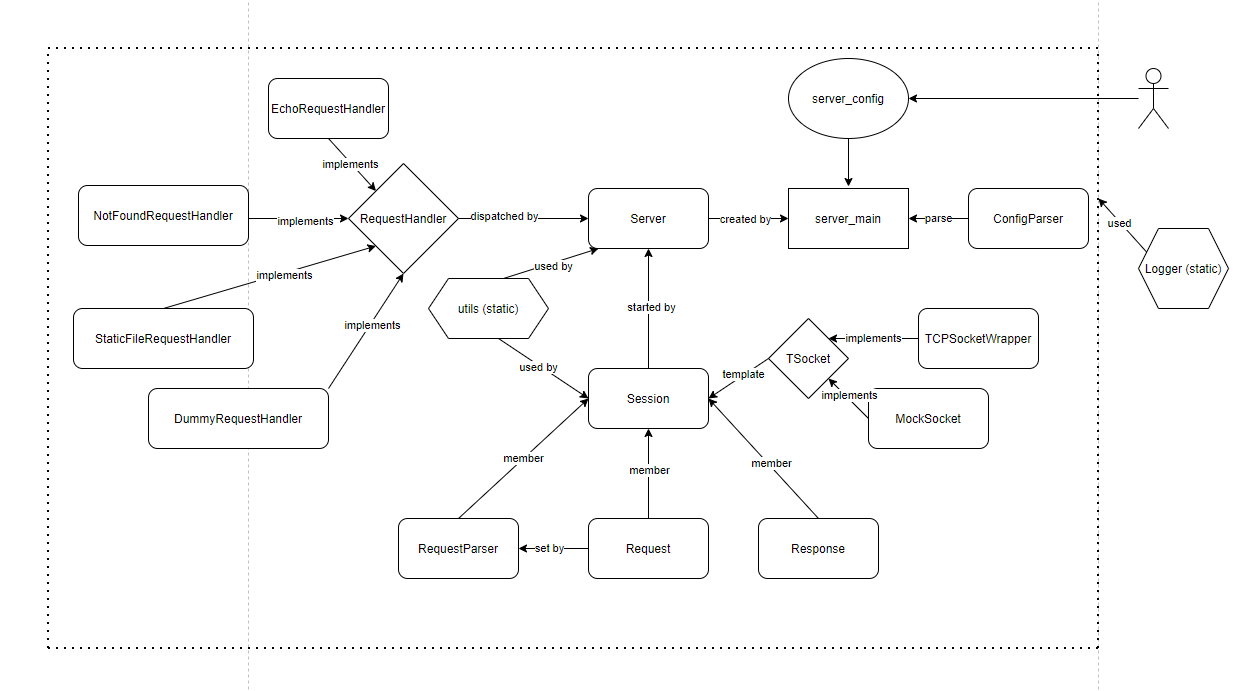 EchoRequestHandler
server_config
implements
NotFoundRequestHandler
implements
RequestHandler
dispatched by
Server
created by
server_main
parse
ConfigParser
used
implements
used by
Logger (static)
utils (static)
started by
StaticFileRequestHandler
implements
TSocket
implements
TCPSocketWrapper
used by
template
implements
DummyRequestHandler
Session
MockSocket
member
member
member
RequestParser
set by
Request
Response